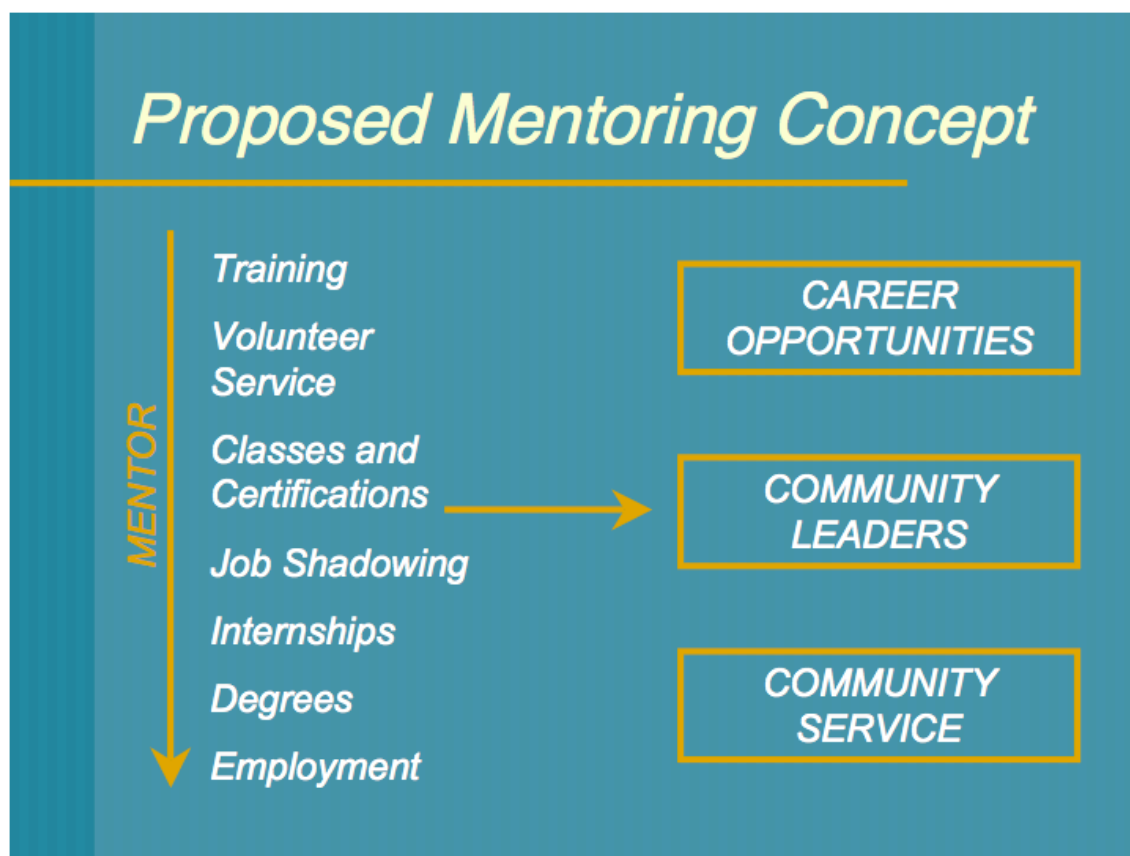 Proposed Mentoring Concept
MENTOR
Training
Volunteer
Service
Classes and
Certifications
Job Shadowing
Internships
Degrees
Employment
CAREER
OPPORTUNITIES
COMMUNITY
LEADERS
COMMUNITY
SERVICE